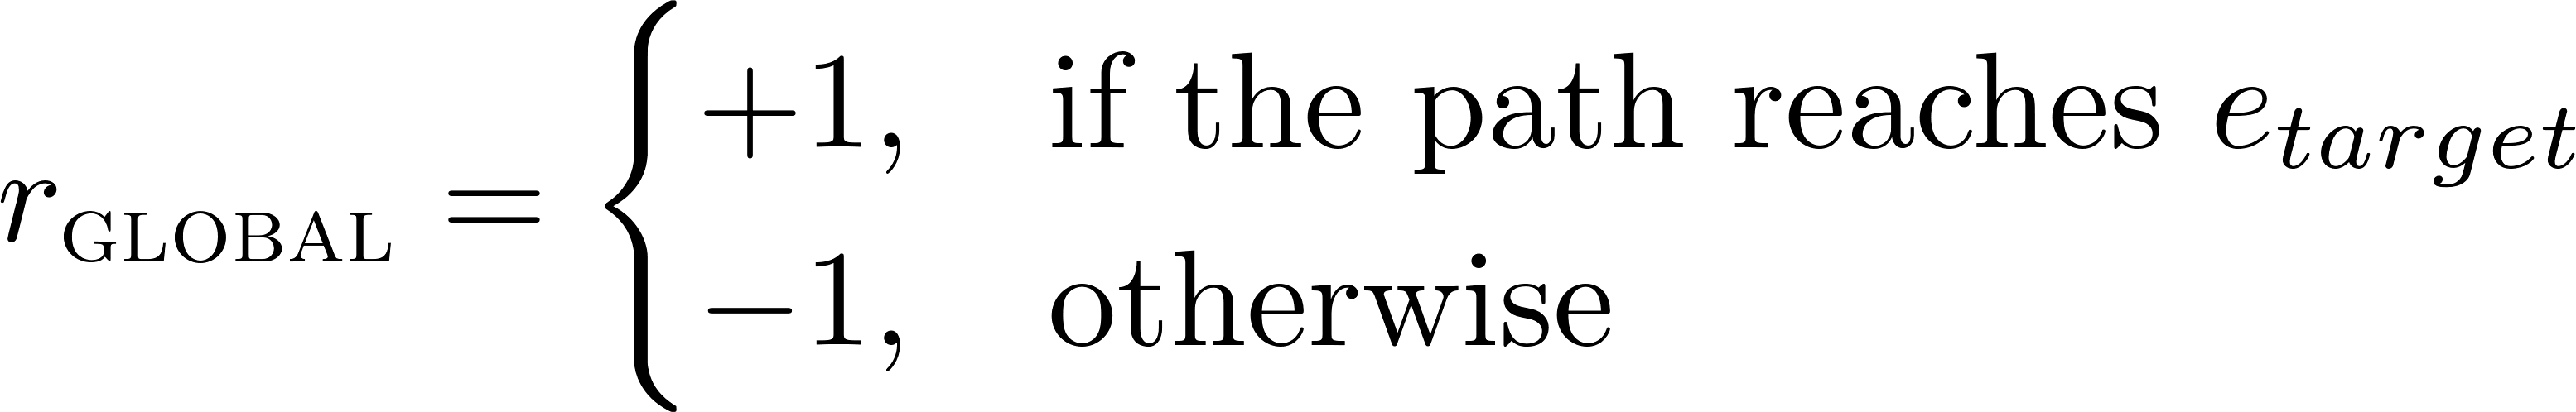 r_GLOBAL = { +1, if the path reaches e_target
−1, otherwise